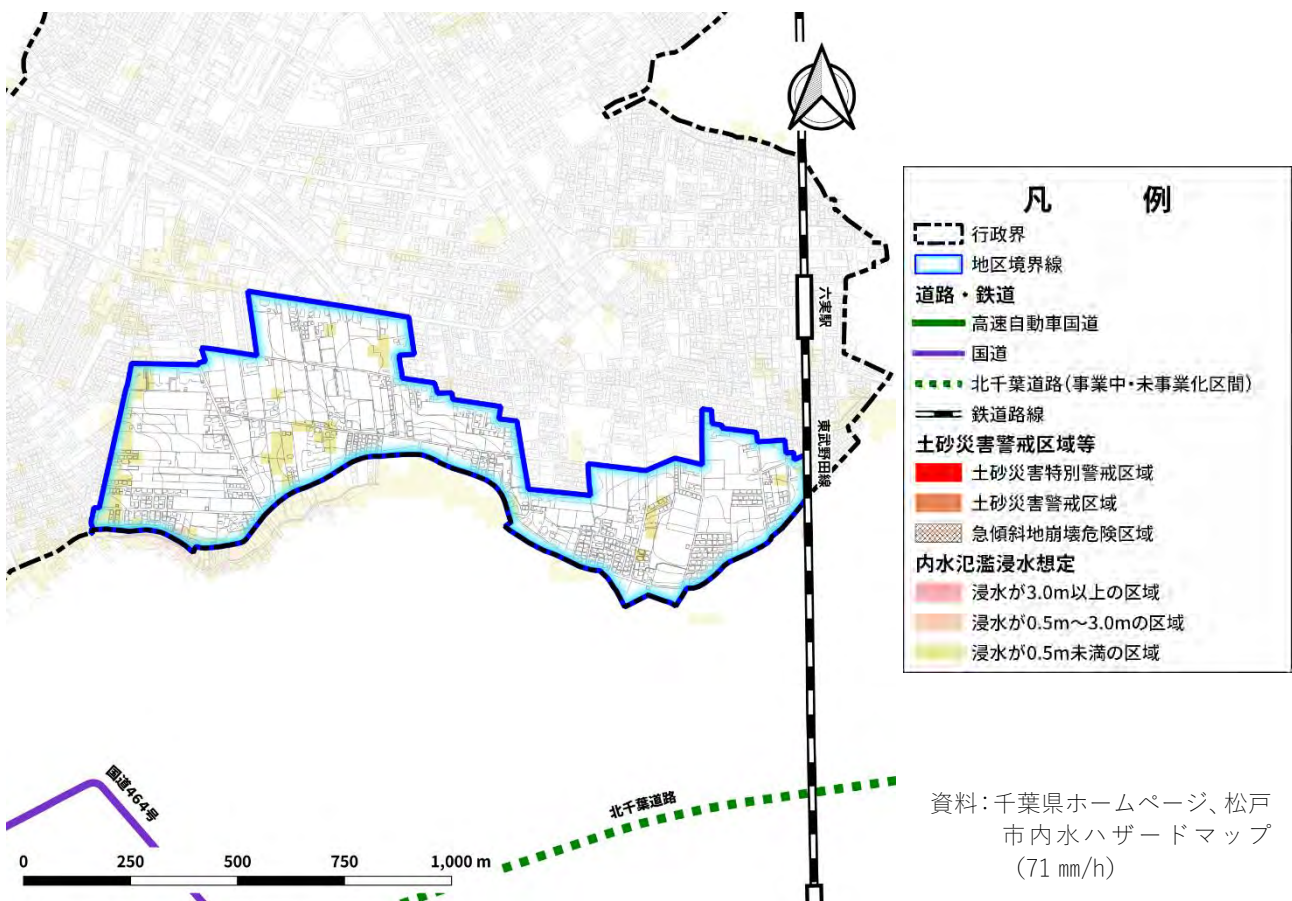 六実駅
東武野田線
国道464号
北千葉道路
0 250 500 750 1,000 m
凡 例
行政界
地区境界線
道路・鉄道
高速自動車国道
国道
北千葉道路(事業中・未事業化区間)
鉄道路線
土砂災害警戒区域等
土砂災害特別警戒区域
土砂災害警戒区域
急傾斜地崩壊危険区域
内水氾濫浸水想定
浸水が3.0m以上の区域
浸水が0.5m～3.0mの区域
浸水が0.5m未満の区域
資料：千葉県ホームページ、松戸
市内水ハザードマップ
(71 ㎜/h)